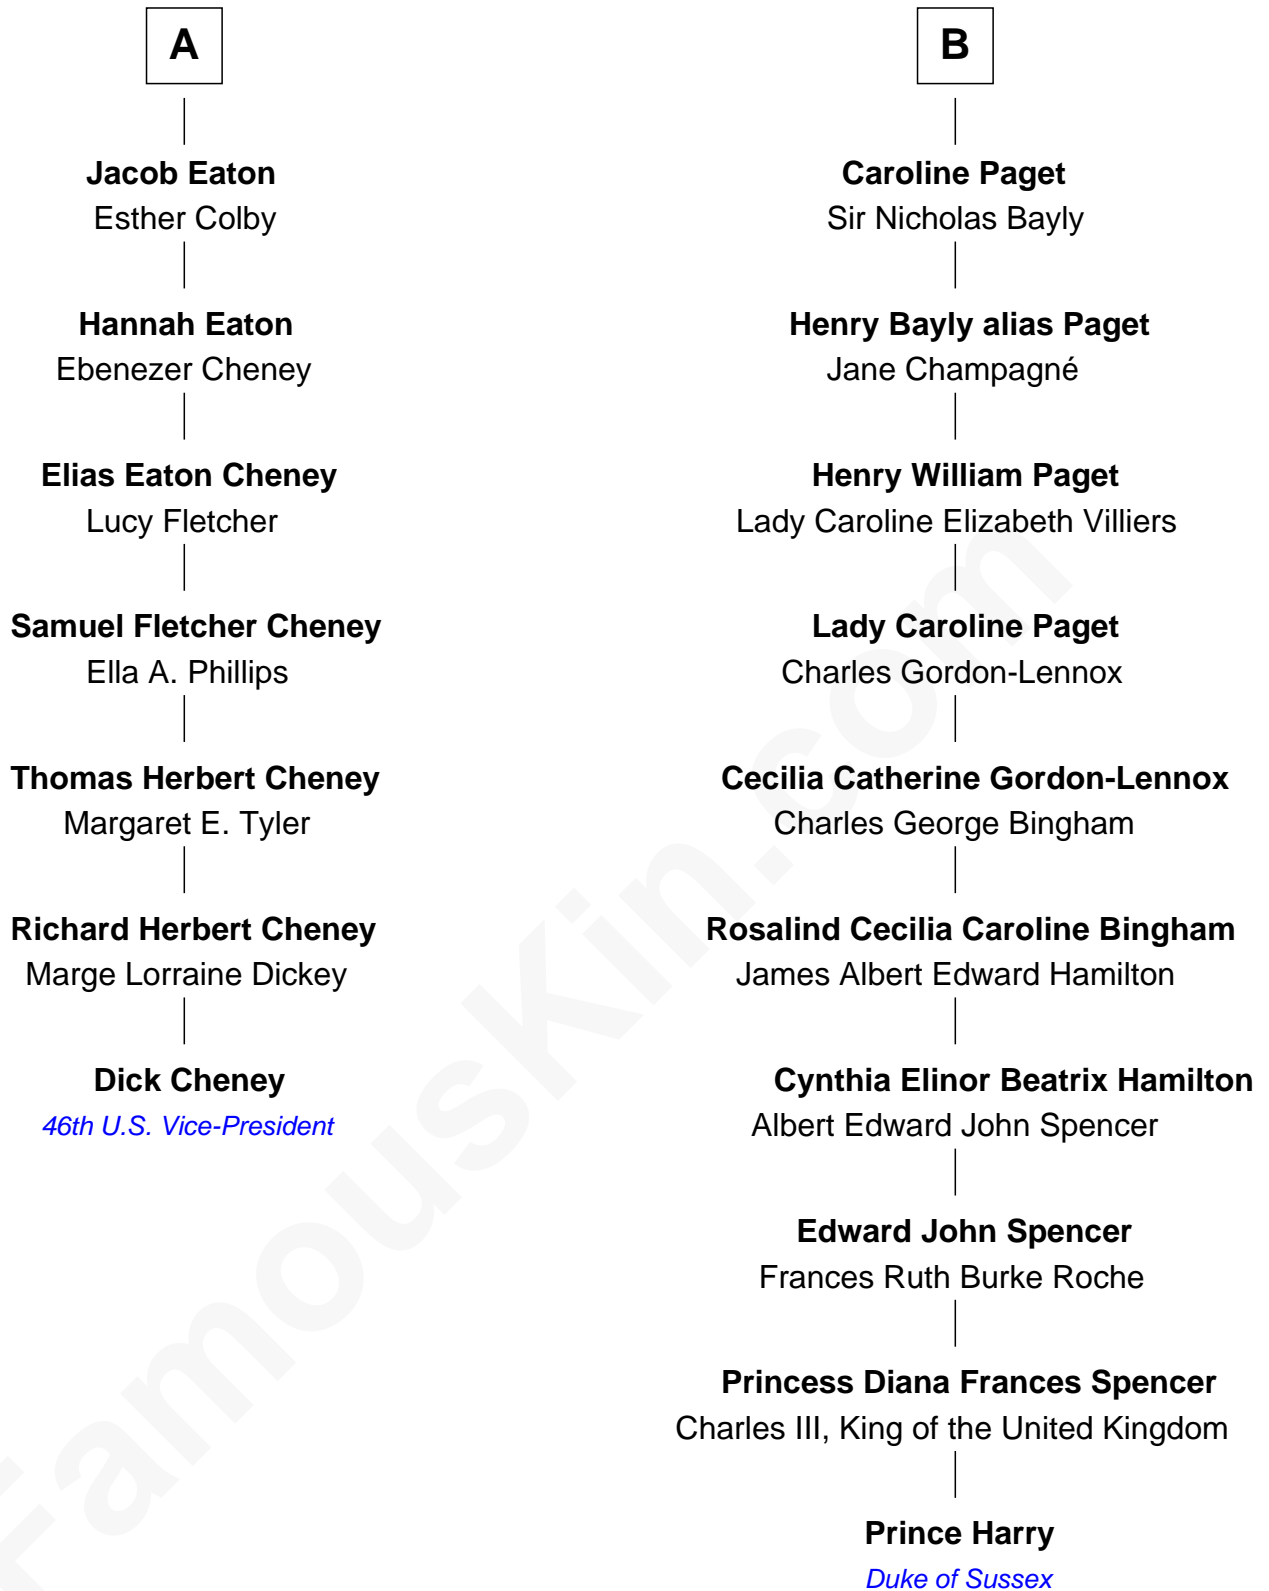 A
Jacob Eaton
Esther Colby
Hannah Eaton
Ebenezer Cheney
Elias Eaton Cheney
Lucy Fletcher
Samuel Fletcher Cheney
Ella A. Phillips
Thomas Herbert Cheney
Margaret E. Tyler
Richard Herbert Cheney
Marge Lorraine Dickey
Dick Cheney
46th U.S. Vice-President
B
Caroline Paget
Sir Nicholas Bayly
Henry Bayly alias Paget
Jane Champagné
Henry William Paget
Lady Caroline Elizabeth Villiers
Lady Caroline Paget
Charles Gordon-Lennox
Cecilia Catherine Gordon-Lennox
Charles George Bingham
Rosalind Cecilia Caroline Bingham
James Albert Edward Hamilton
Cynthia Elinor Beatrix Hamilton
Albert Edward John Spencer
Edward John Spencer
Frances Ruth Burke Roche
Princess Diana Frances Spencer
Charles III, King of the United Kingdom
Prince Harry
Duke of Sussex
FamousKin.com